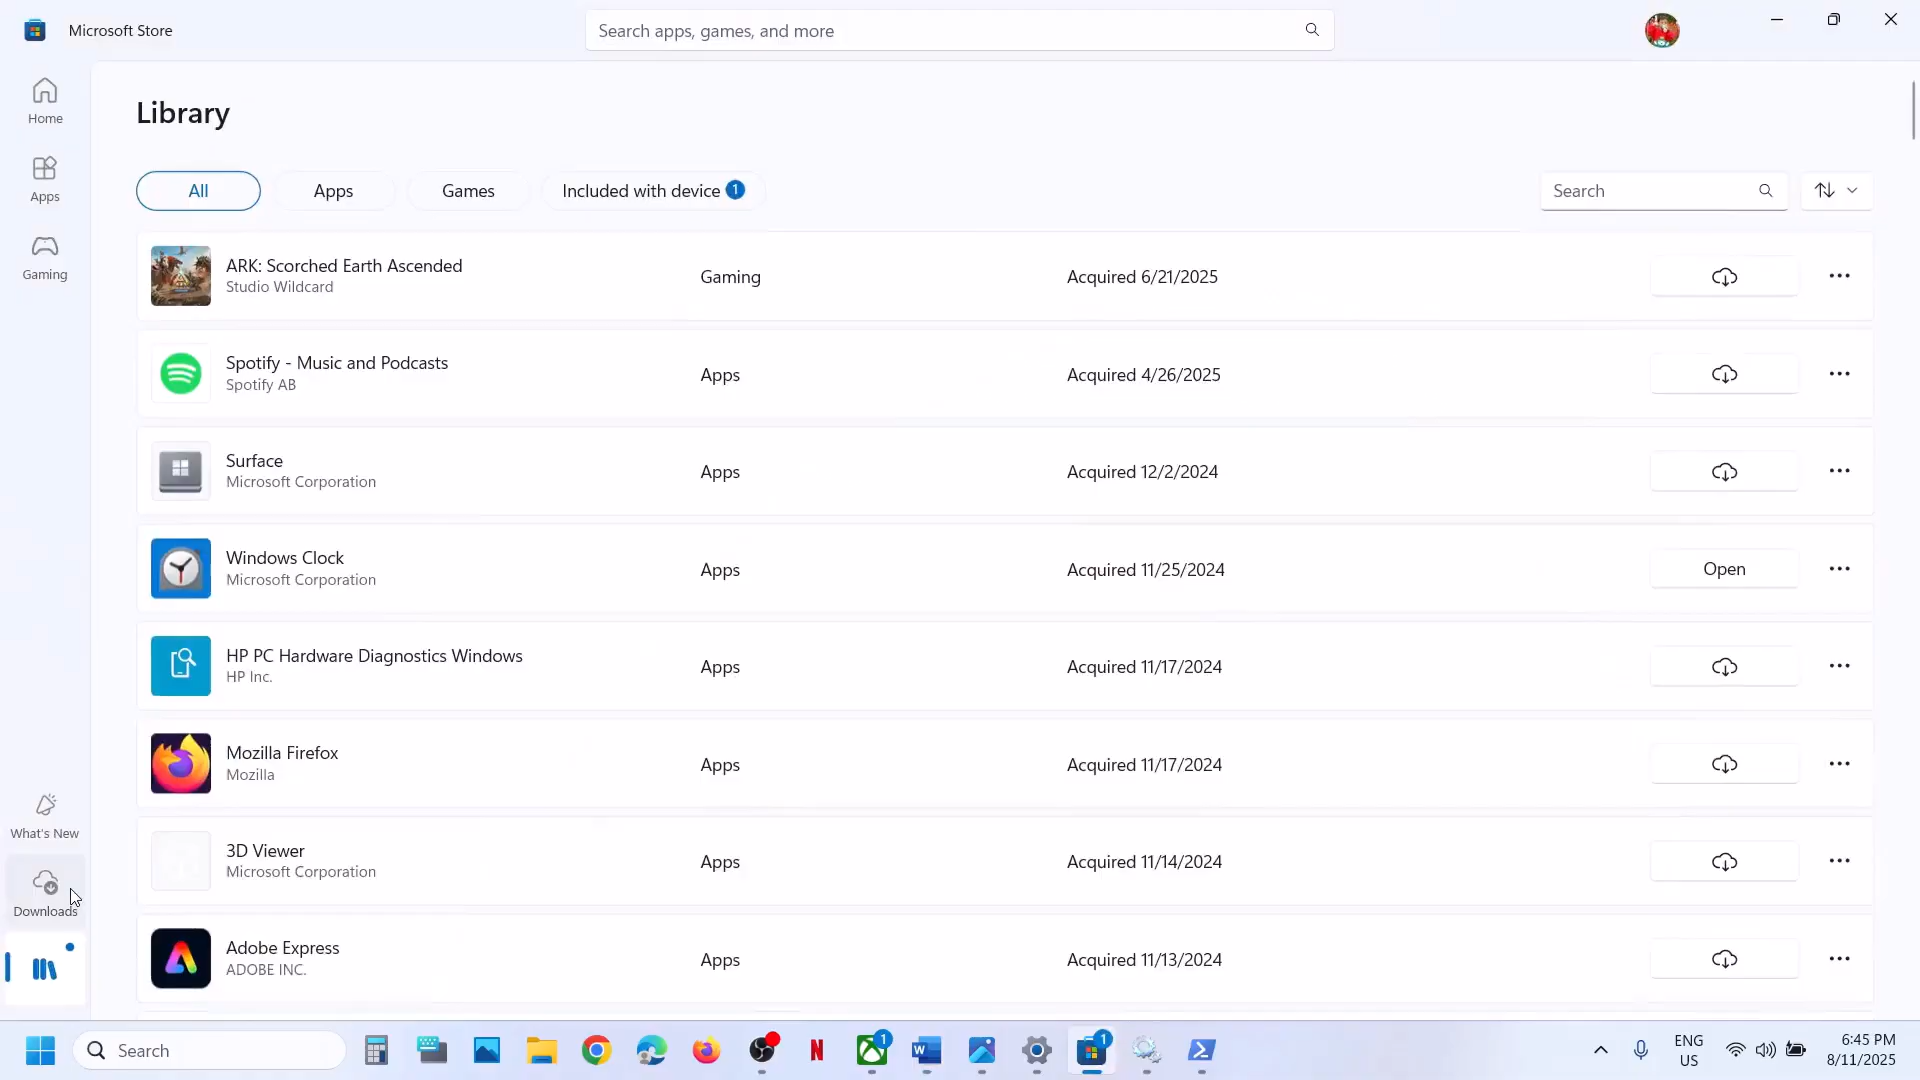 Microsoft Store
Search apps, games, and more
Home
Apps
Gaming
What's New
Downloads
Library
All
Apps
Games
Included with device 1
Search
ARK: Scorched Earth Ascended
Studio Wildcard
Gaming
Acquired 6/21/2025
Spotify - Music and Podcasts
Spotify AB
Apps
Acquired 4/26/2025
Surface
Microsoft Corporation
Apps
Acquired 12/2/2024
Windows Clock
Microsoft Corporation
Apps
Acquired 11/25/2024
Open
HP PC Hardware Diagnostics Windows
HP Inc.
Apps
Acquired 11/17/2024
Mozilla Firefox
Mozilla
Apps
Acquired 11/17/2024
3D Viewer
Microsoft Corporation
Apps
Acquired 11/14/2024
Adobe Express
ADOBE INC.
Apps
Acquired 11/13/2024
Search
N
1
W
1
ENG
US
6:45 PM
8/11/2025